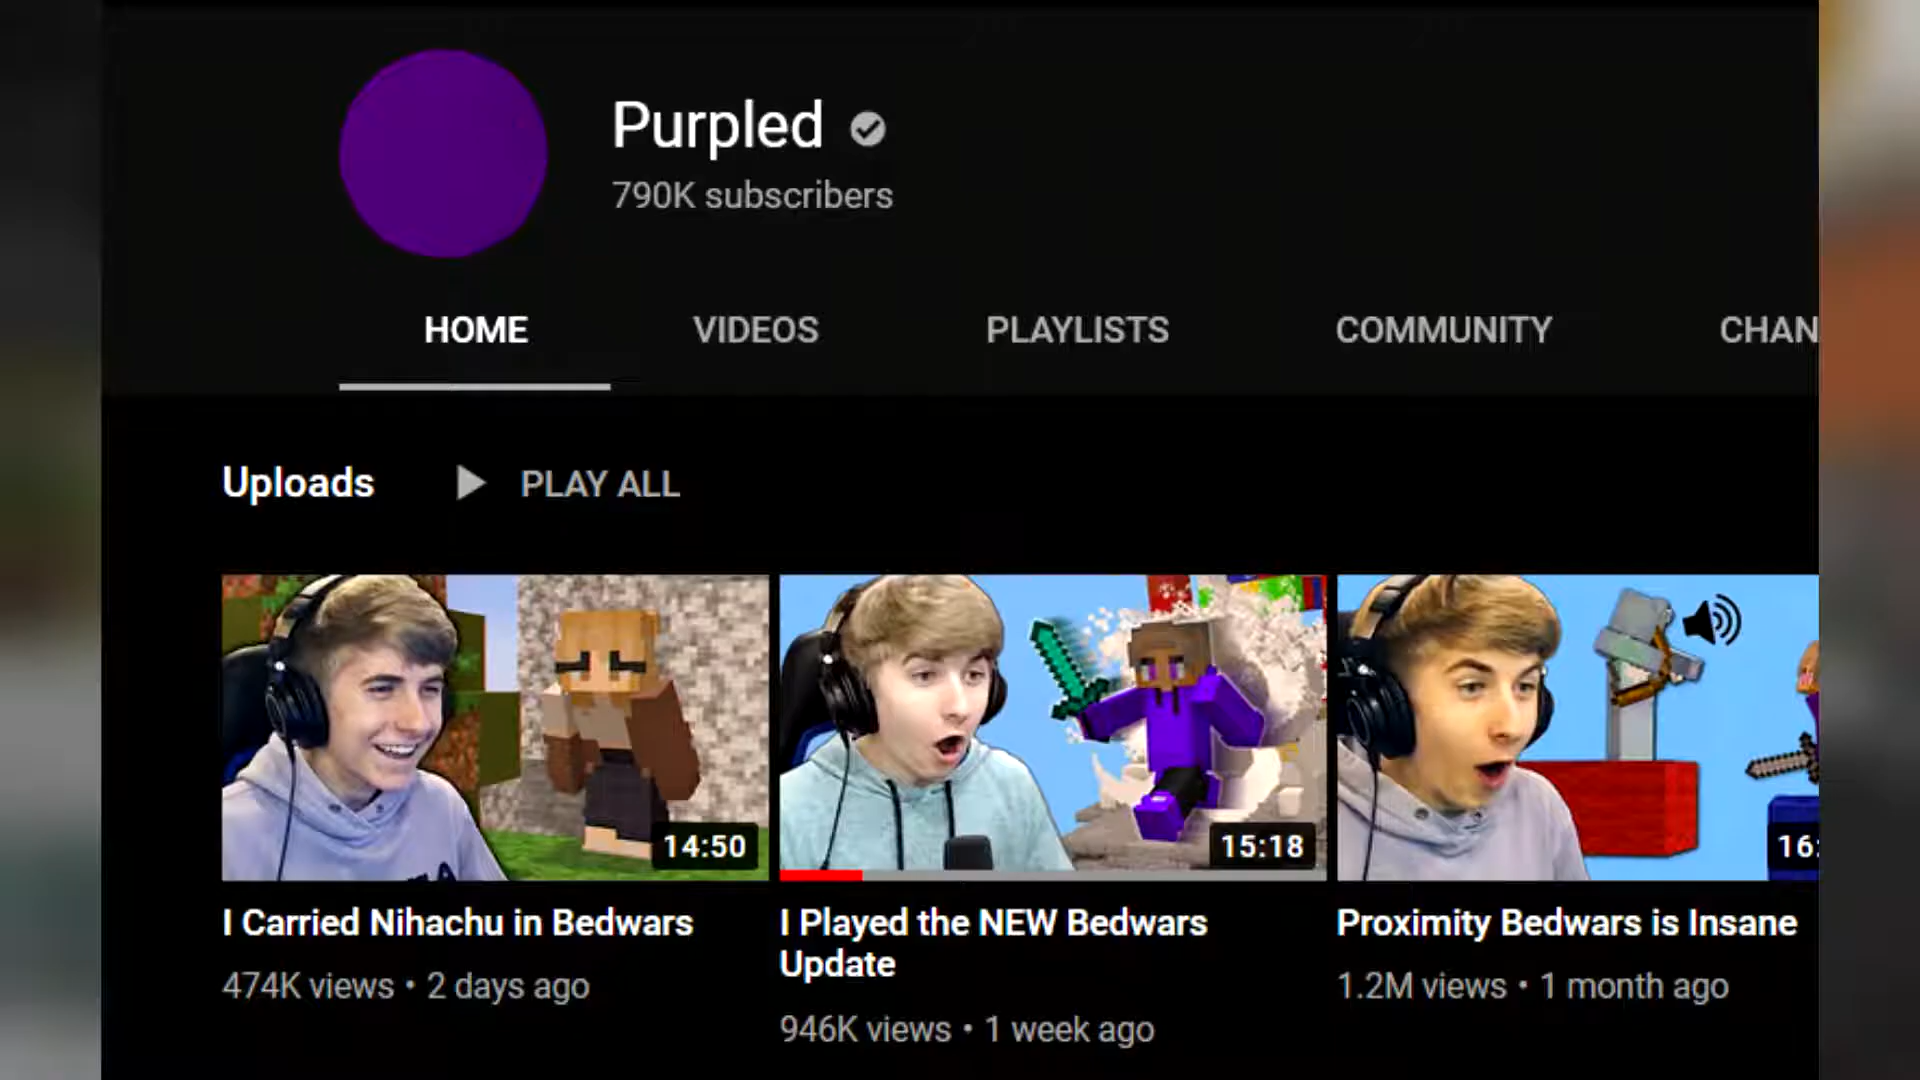 Purpled
790K subscribers
HOME VIDEOS PLAYLISTS COMMUNITY CHAN
Uploads PLAY ALL
14:50
15:18
16:
I Carried Nihachu in Bedwars
474K views • 2 days ago
I Played the NEW Bedwars
Update
946K views • 1 week ago
Proximity Bedwars is Insane
1.2M views • 1 month ago